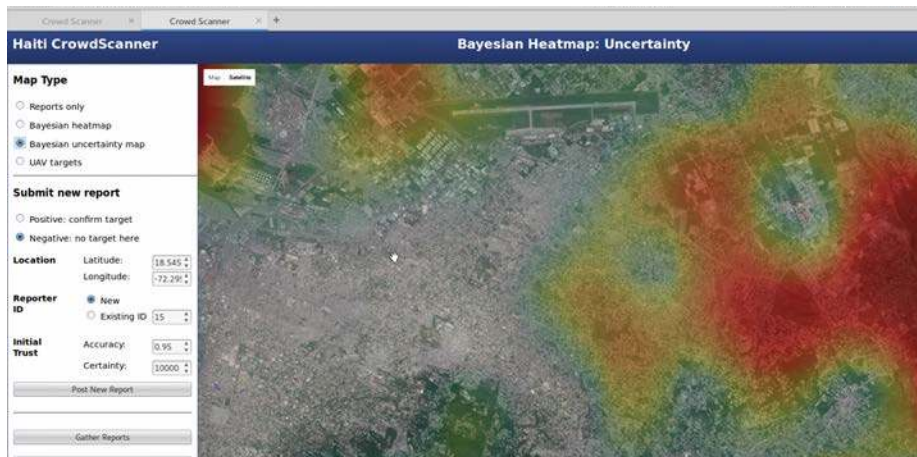 Crowd Scanner
Crowd Scanner
Haiti CrowdScanner
Bayesian Heatmap: Uncertainty
Map Satellite
Map Type
Reports only
Bayesian heatmap
Bayesian uncertainty map
UAV targets
Submit new report
Positive: confirm target
Negative: no target here
Location Latitude: 18.545
Longitude:
Reporter ID New
Existing ID 15
Initial Trust Accuracy: 0.95
Certainty: 10000
Post New Report
Gather Reports